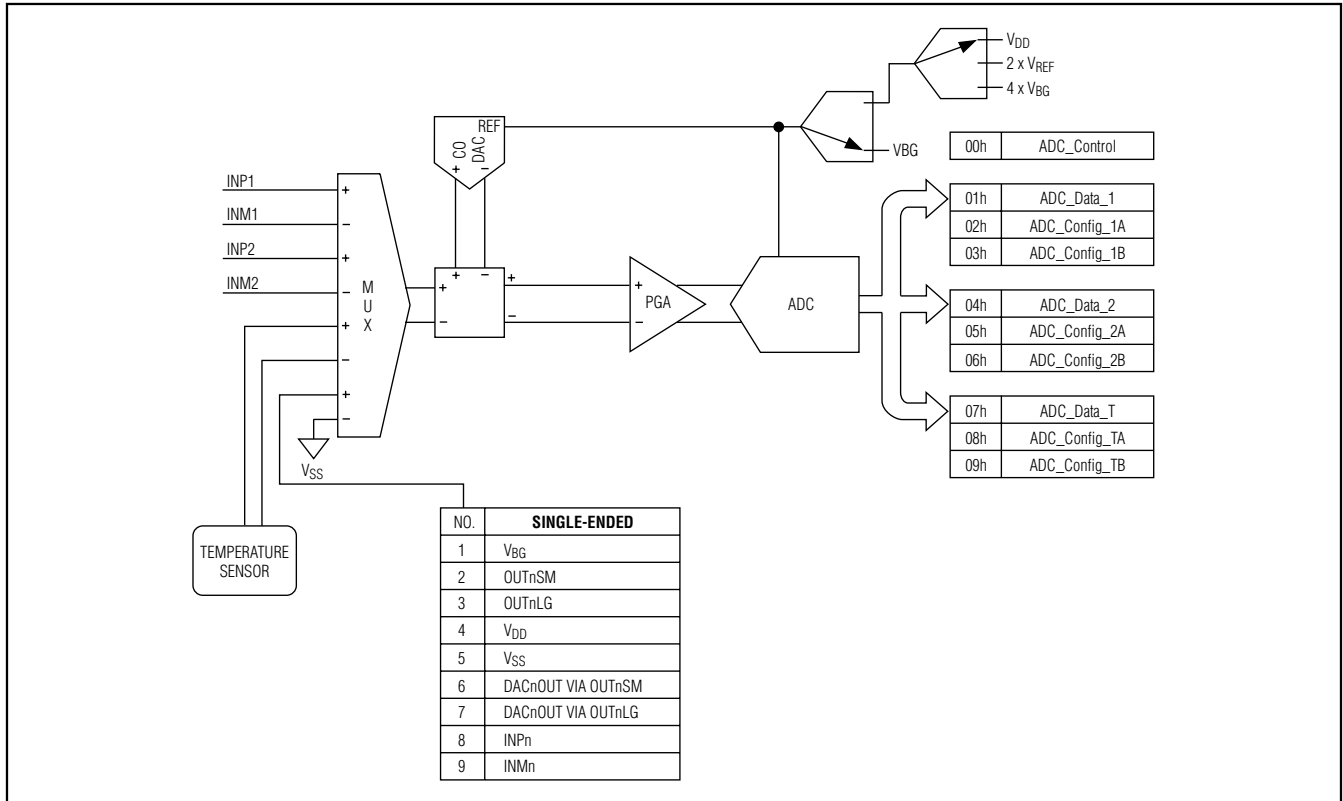 VDD
2 x VREF
4 x VBG
VBG
REF
CO DAC
+ −
00h ADC_Control
01h ADC_Data_1
02h ADC_Config_1A
03h ADC_Config_1B
04h ADC_Data_2
05h ADC_Config_2A
06h ADC_Config_2B
07h ADC_Data_T
08h ADC_Config_TA
09h ADC_Config_TB
INP1 +
INM1 −
INP2 +
INM2 −
+
−
+
−
MUX
+ −
+ +
− −
+
−
PGA
ADC
VSS
TEMPERATURE
SENSOR
NO. SINGLE-ENDED
1 VBG
2 OUTnSM
3 OUTnLG
4 VDD
5 VSS
6 DACnOUT VIA OUTnSM
7 DACnOUT VIA OUTnLG
8 INPn
9 INMn